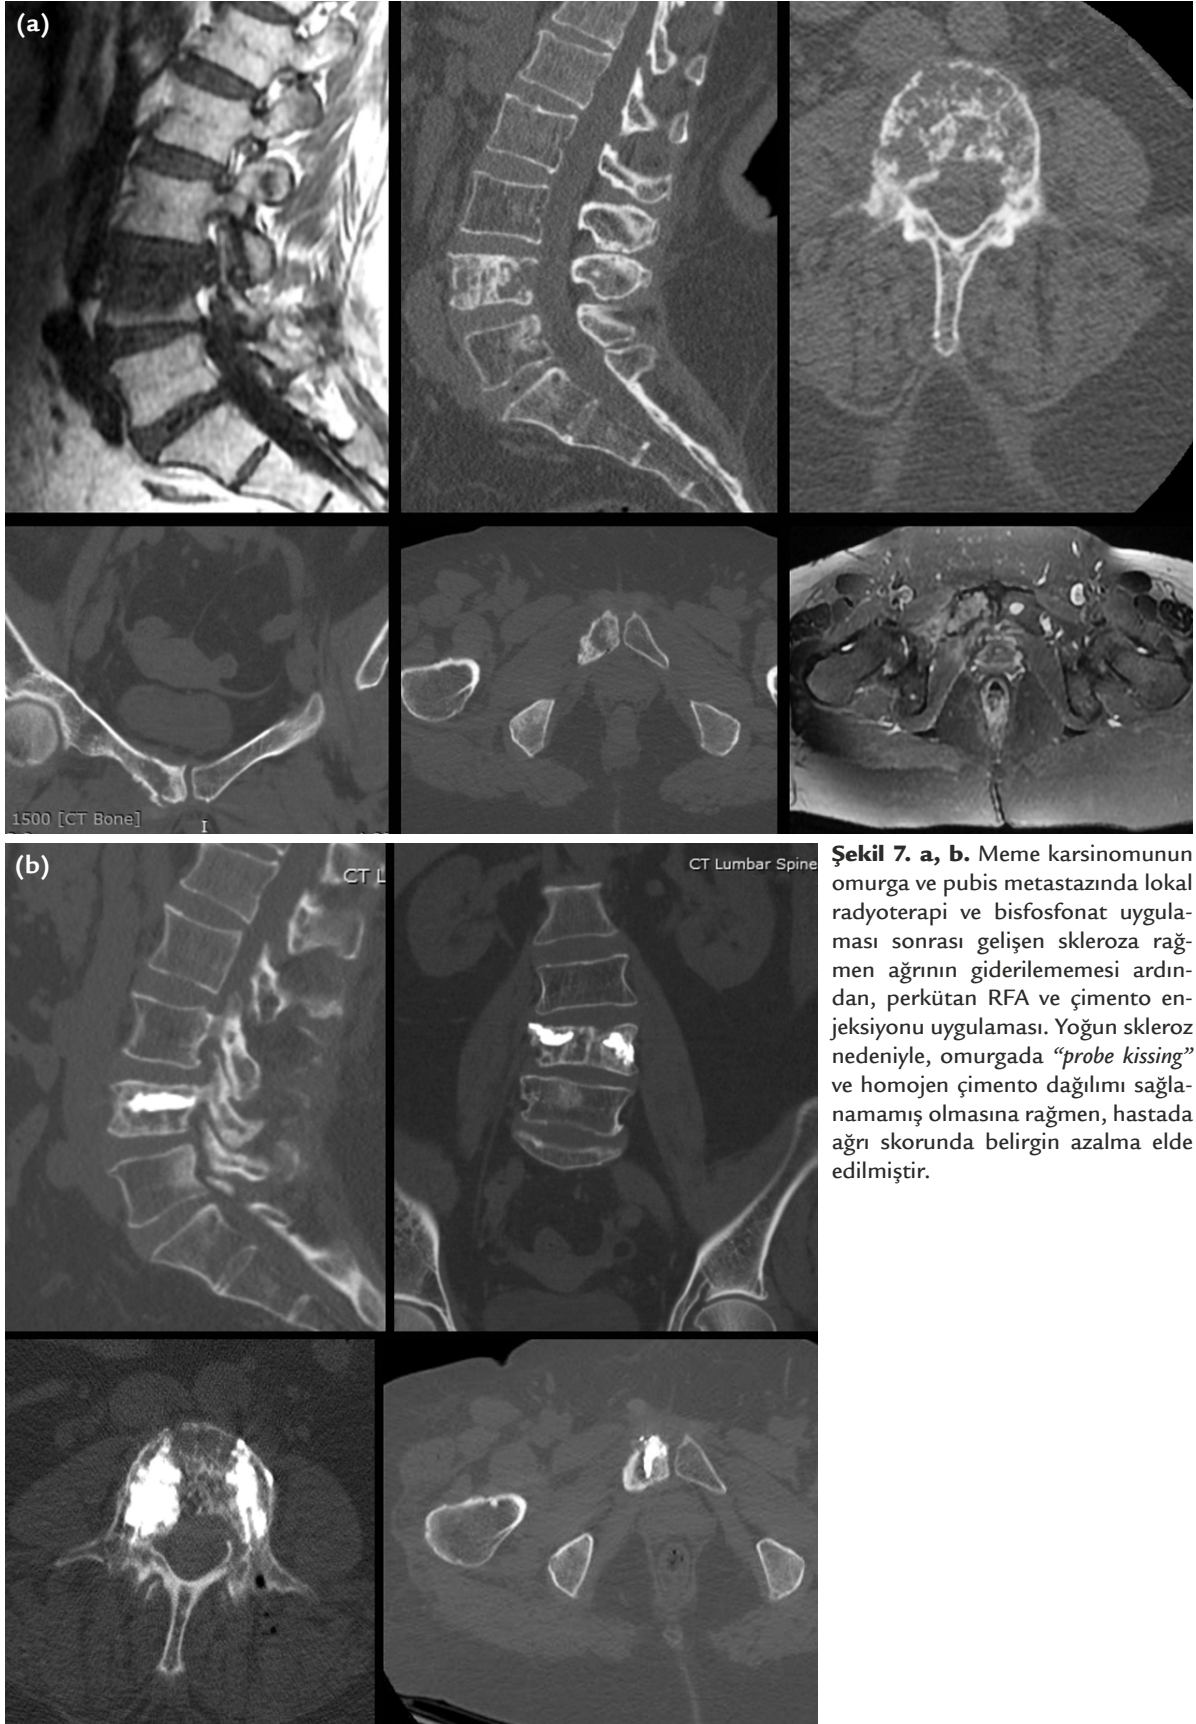 (a)
1500 [CT Bone]
I
(b)
CT L
CT Lumbar Spine
Şekil 7. a, b. Meme karsinomunun
omurga ve pubis metastazında lokal
radyoterapi ve bisfosfonat uygula-
ması sonrası gelişen skleroza rağ-
men ağrının giderilememesi ardın-
dan, perkütan RFA ve çimento en-
jeksiyonu uygulaması. Yoğun skleroz
nedeniyle, omurgada “probe kissing”
ve homojen çimento dağılımı sağla-
namamış olmasına rağmen, hastada
ağrı skorunda belirgin azalma elde
edilmiştir.